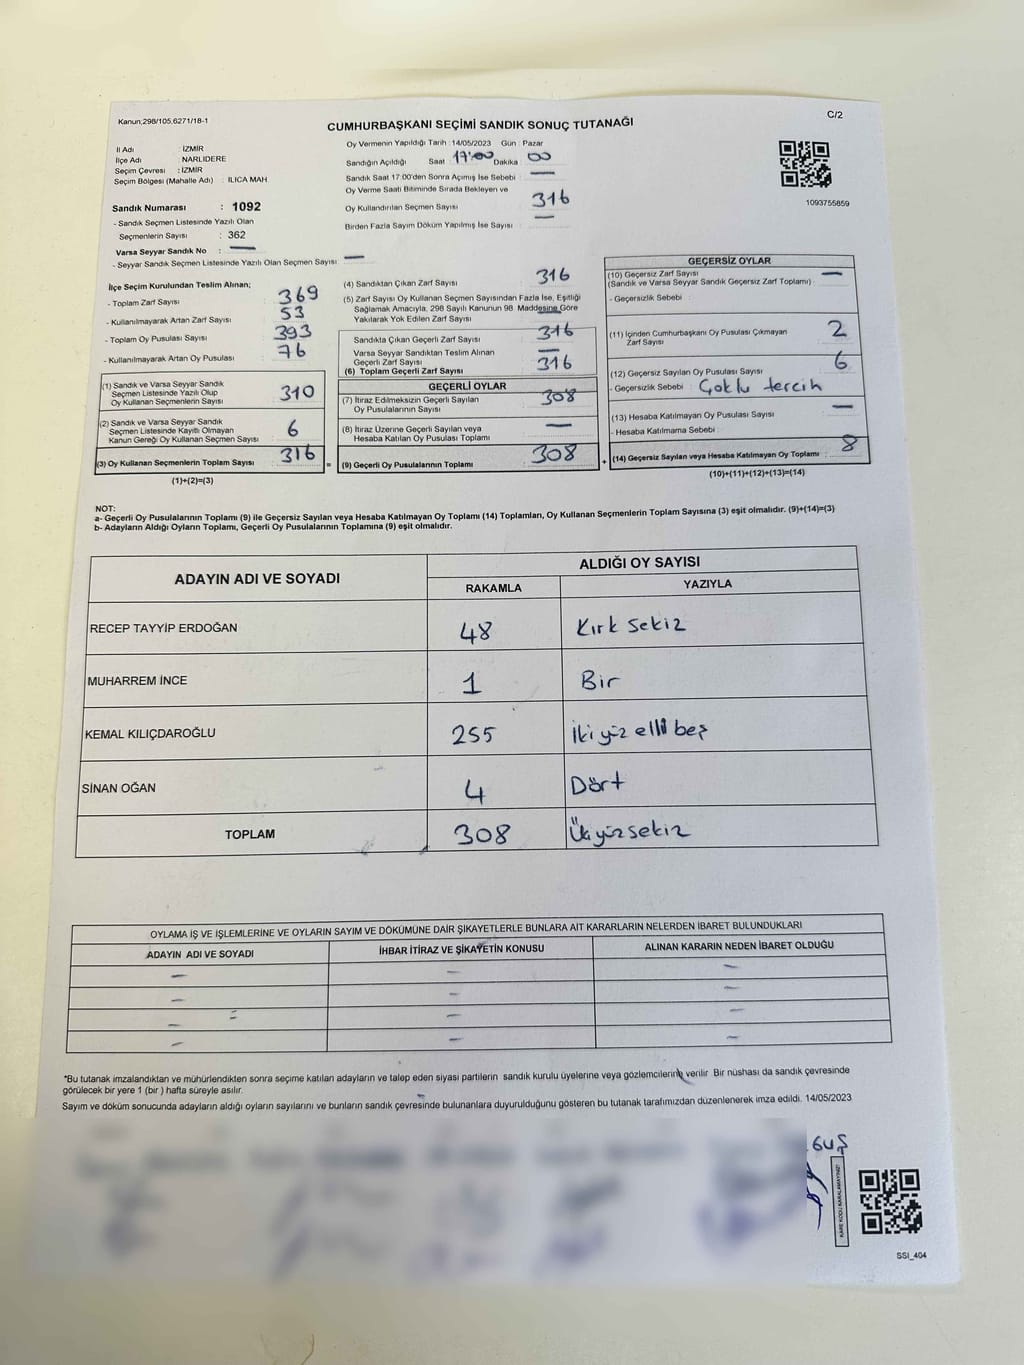 Kanun,298/105,6271/18-1
C/2
CUMHURBAŞKANI SEÇİMİ SANDIK SONUÇ TUTANAĞI
İl Adı : İZMİR
İlçe Adı : NARLIDERE
Seçim Çevresi : İZMİR
Seçim Bölgesi (Mahalle Adı) : ILICA MAH.
Sandık Numarası : 1092
- Sandık Seçmen Listesinde Yazılı Olan
Seçmenlerin Sayısı : 362
Varsa Seyyar Sandık No : —
- Seyyar Sandık Seçmen Listesinde Yazılı Olan Seçmen Sayısı : —
Oy Vermenin Yapıldığı Tarih :14/05/2023 Gün : Pazar
Sandığın Açıldığı Saat 17:00 Dakika 00
Sandık Saat 17:00'den Sonra Açımış İse Sebebi : —
Oy Verme Saati Bitiminde Sırada Bekleyen ve
Oy Kullandırılan Seçmen Sayısı 316
Birden Fazla Sayım Döküm Yapılmış İse Sayısı : —
1093755859
İlçe Seçim Kurulundan Teslim Alınan;
- Toplam Zarf Sayısı : 369
- Kullanılmayarak Artan Zarf Sayısı : 53
- Toplam Oy Pusulası Sayısı : 393
- Kullanılmayarak Artan Oy Pusulası : 76
(1) Sandık ve Varsa Seyyar Sandık
Seçmen Listesinde Yazılı Olup
Oy Kullanan Seçmenlerin Sayısı : 310
(2) Sandık ve Varsa Seyyar Sandık
Seçmen Listesinde Kayıtlı Olmayan
Kanun Gereği Oy Kullanan Seçmen Sayısı : 6
(3) Oy Kullanan Seçmenlerin Toplam Sayısı : 316
(1)+(2)=(3)
=
(4) Sandıktan Çıkan Zarf Sayısı : 316
(5) Zarf Sayısı Oy Kullanan Seçmen Sayısından Fazla İse, Eşitliği
Sağlamak Amacıyla, 298 Sayılı Kanunun 98. Maddesine Göre
Yakılarak Yok Edilen Zarf Sayısı : —
Sandıkta Çıkan Geçerli Zarf Sayısı : 316
Varsa Seyyar Sandıktan Teslim Alınan
Geçerli Zarf Sayısı : —
(6) Toplam Geçerli Zarf Sayısı : 316
GEÇERLİ OYLAR
(7) İtiraz Edilmeksizin Geçerli Sayılan
Oy Pusulalarının Sayısı : 308
(8) İtiraz Üzerine Geçerli Sayılan veya
Hesaba Katılan Oy Pusulası Toplamı : —
(9) Geçerli Oy Pusulalarının Toplamı : 308
+
GEÇERSİZ OYLAR
(10) Geçersiz Zarf Sayısı : —
(Sandık ve Varsa Seyyar Sandık Geçersiz Zarf Toplamı)
- Geçersizlik Sebebi :
(11) İçinden Cumhurbaşkanı Oy Pusulası Çıkmayan
Zarf Sayısı : 2
(12) Geçersiz Sayılan Oy Pusulası Sayısı : 6
- Geçersizlik Sebebi : Çoklu tercih
(13) Hesaba Katılmayan Oy Pusulası Sayısı : —
- Hesaba Katılmama Sebebi :
(14) Geçersiz Sayılan veya Hesaba Katılmayan Oy Toplamı : 8
(10)+(11)+(12)+(13)=(14)
NOT:
a- Geçerli Oy Pusulalarının Toplamı (9) ile Geçersiz Sayılan veya Hesaba Katılmayan Oy Toplamı (14) Toplamları, Oy Kullanan Seçmenlerin Toplam Sayısına (3) eşit olmalıdır. (9)+(14)=(3)
b- Adayların Aldığı Oyların Toplamı, Geçerli Oy Pusulalarının Toplamına (9) eşit olmalıdır.
ADAYIN ADI VE SOYADI
ALDIĞI OY SAYISI
RAKAMLA YAZIYLA
RECEP TAYYİP ERDOĞAN 48 Kırk sekiz
MUHARREM İNCE 1 Bir
KEMAL KILIÇDAROĞLU 255 İkiyüz elli beş
SİNAN OĞAN 4 Dört
TOPLAM 308 Üçyüzsekiz
OYLAMA İŞ VE İŞLEMLERİNE VE OYLARIN SAYIM VE DÖKÜMÜNE DAİR ŞİKAYETLERLE BUNLARA AİT KARARLARIN NELERDEN İBARET BULUNDUKLARI
ADAYIN ADI VE SOYADI İHBAR İTİRAZ VE ŞİKAYETİN KONUSU ALINAN KARARIN NEDEN İBARET OLDUĞU
— — —
— — —
— — —
— — —
*Bu tutanak imzalandıktan ve mühürlendikten sonra seçime katılan adayların ve talep eden siyasi partilerin sandık kurulu üyelerine veya gözlemcilerine verilir Bir nüshası da sandık çevresinde
görülecek bir yere 1 (bir ) hafta süreyle asılır.
Sayım ve döküm sonucunda adayların aldığı oyların sayılarını ve bunların sandık çevresinde bulunanlara duyurulduğunu gösteren bu tutanak tarafımızdan düzenlenerek imza edildi. 14/05/2023
KARE KODU KARALAMAYINIZ!
SSI_404